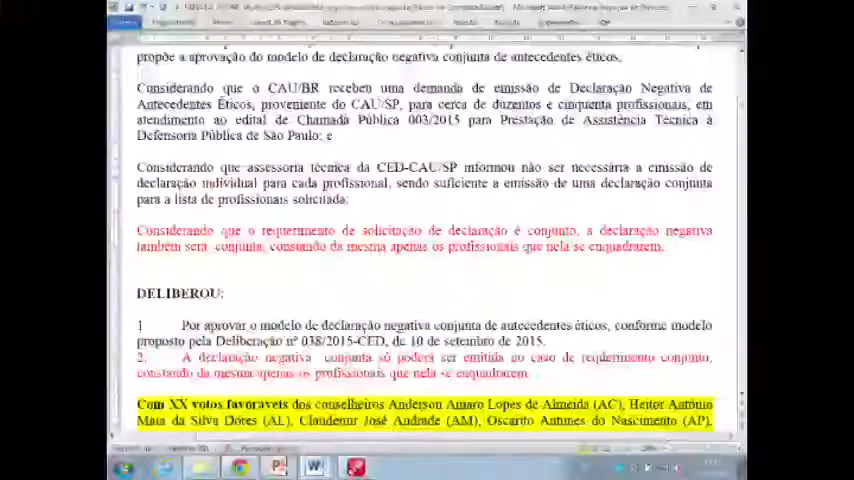 propõe a aprovação do modelo de declaração negativa conjunta de antecedentes éticos,
Considerando que o CAU/BR recebeu uma demanda de emissão de Declaração Negativa de
Antecedentes Éticos, proveniente do CAU/SP, para cerca de duzentos e cinquenta profissionais, em
atendimento ao edital de Chamada Pública 003/2015 para Prestação de Assistência Técnica à
Defensoria Pública de São Paulo; e
Considerando que assessoria técnica da CED-CAU/SP informou não ser necessária a emissão de
declaração individual para cada profissional, sendo suficiente a emissão de uma declaração conjunta
para a lista de profissionais solicitada;
Considerando que o requerimento de solicitação de declaração é conjunto, a declaração negativa
também será conjunta, constando da mesma apenas os profissionais que nela se enquadrarem.
DELIBEROU:
1 Por aprovar o modelo de declaração negativa conjunta de antecedentes éticos, conforme modelo
proposto pela Deliberação nº 038/2015-CED, de 10 de setembro de 2015.
2. A declaração negativa conjunta só poderá ser emitida no caso de requerimento conjunto,
constando da mesma apenas os profissionais que nela se enquadrarem
Com XX votos favoráveis dos conselheiros Anderson Amaro Lopes de Almeida (AC), Heitor Antônio
Maia da Silva Dores (AL), Claudemir José Andrade (AM), Oscarito Antunes do Nascimento (AP),